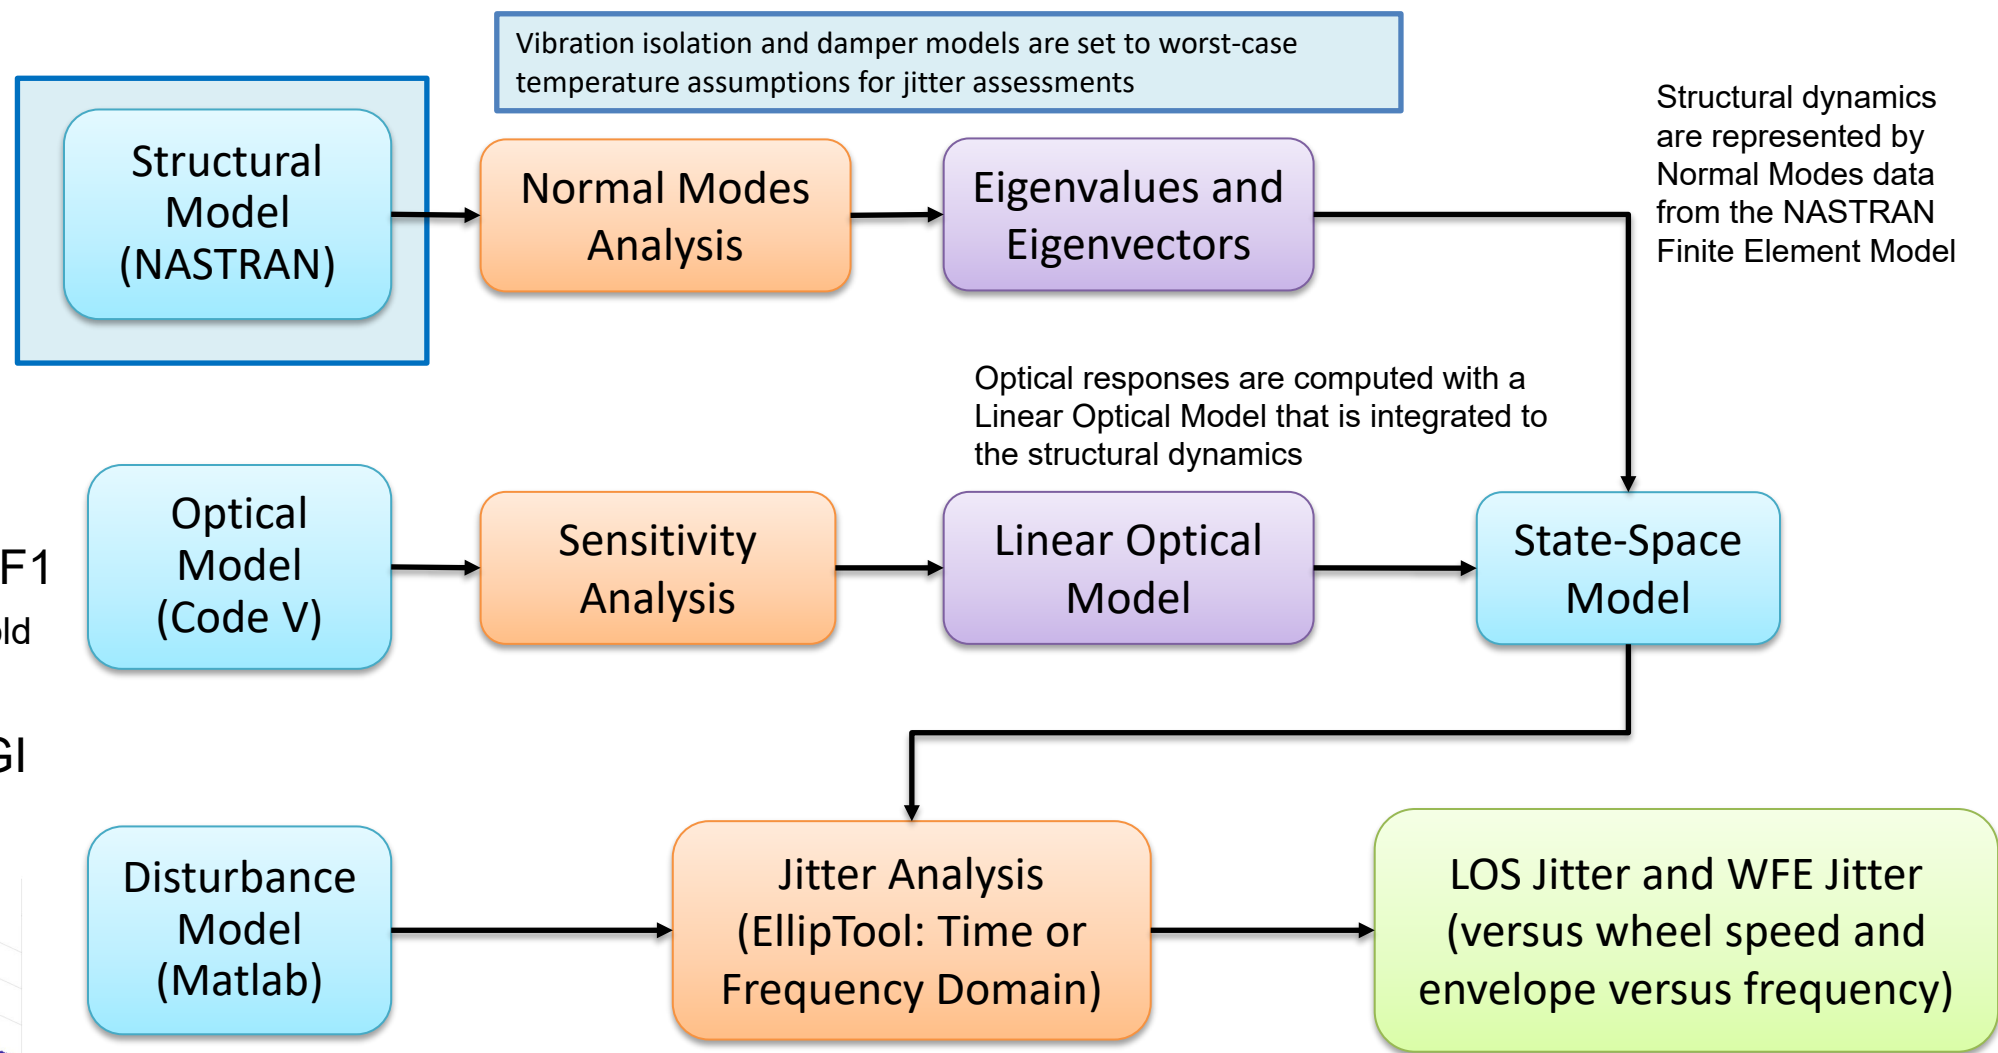 Vibration isolation and damper models are set to worst-case
temperature assumptions for jitter assessments
Structural
Model
(NASTRAN)
Normal Modes
Analysis
Eigenvalues and
Eigenvectors
Structural dynamics
are represented by
Normal Modes data
from the NASTRAN
Finite Element Model
Optical responses are computed with a
Linear Optical Model that is integrated to
the structural dynamics
F1
old
GI
Optical
Model
(Code V)
Sensitivity
Analysis
Linear Optical
Model
State-Space
Model
Disturbance
Model
(Matlab)
Jitter Analysis
(EllipTool: Time or
Frequency Domain)
LOS Jitter and WFE Jitter
(versus wheel speed and
envelope versus frequency)